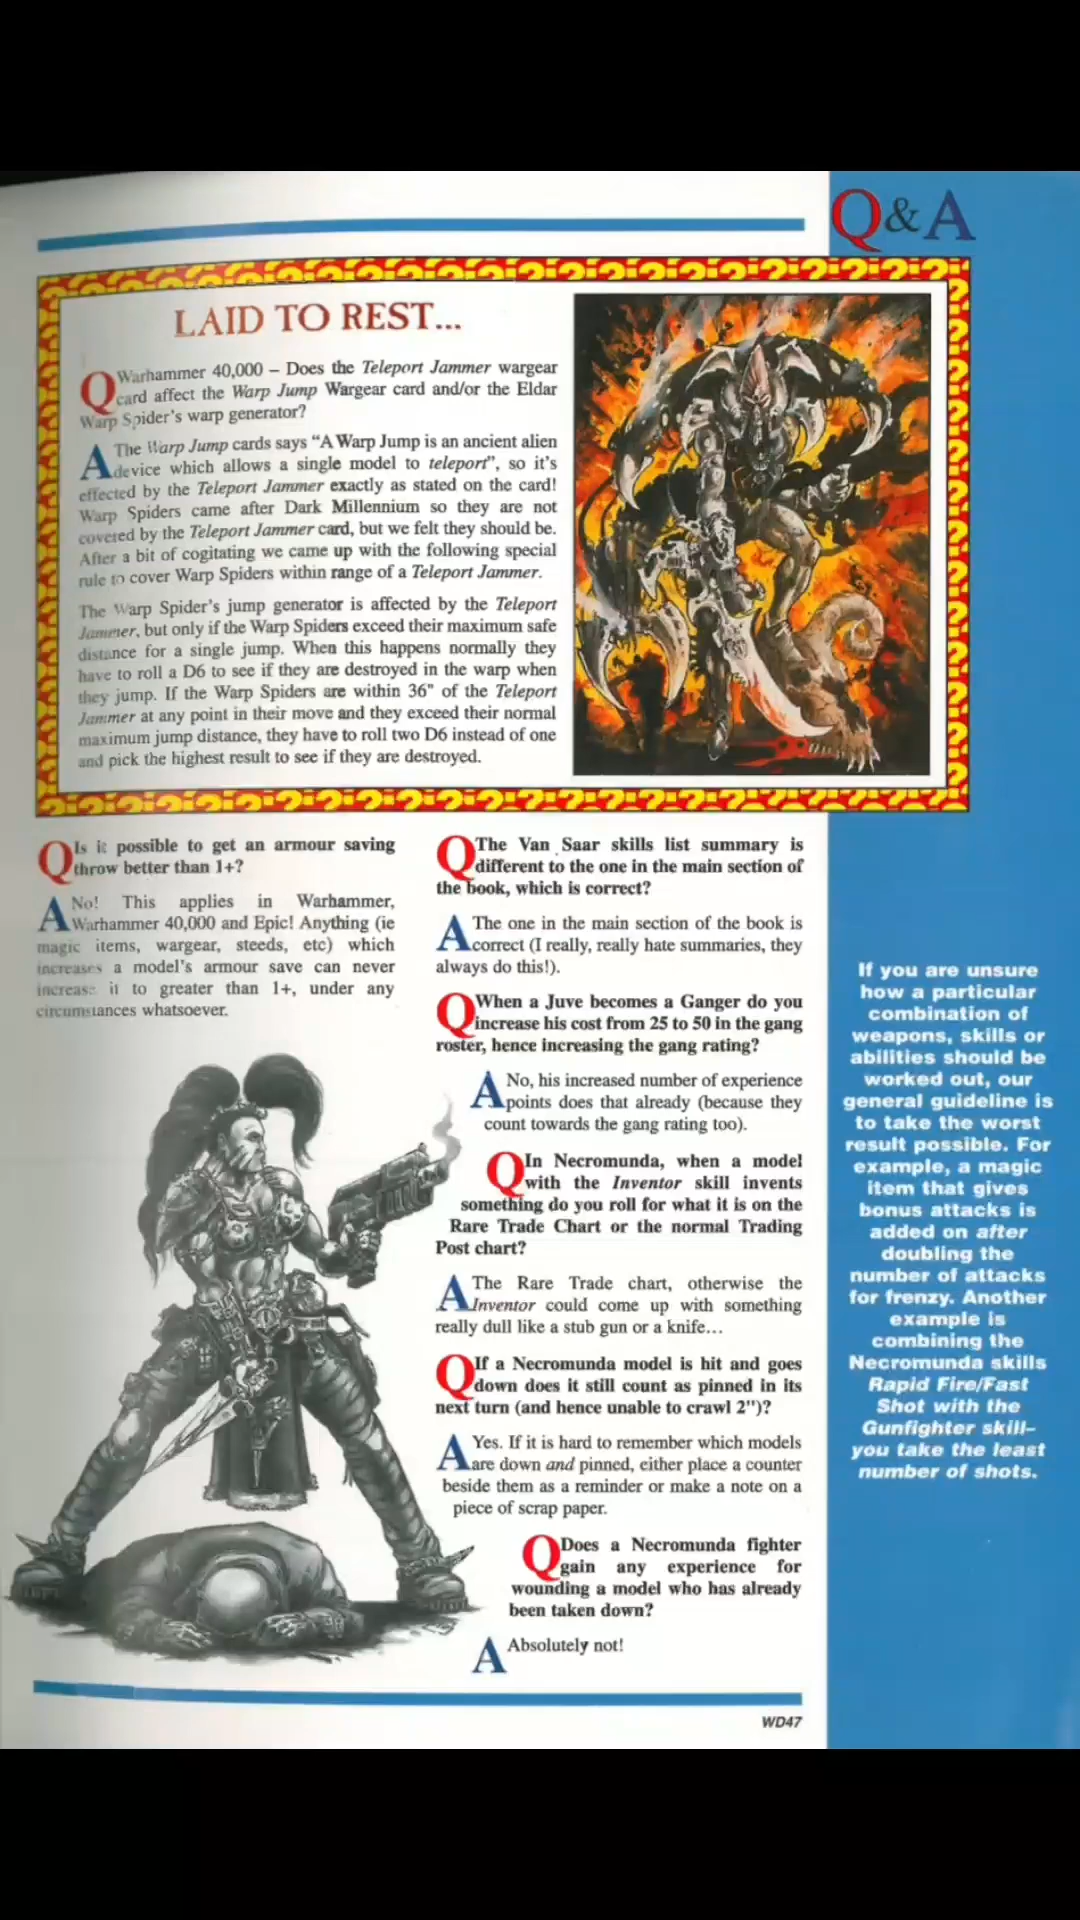 Q&A
LAID TO REST...
Q Warhammer 40,000 – Does the Teleport Jammer wargear
card affect the Warp Jump Wargear card and/or the Eldar
Warp Spider's warp generator?
A The Warp Jump cards says “A Warp Jump is an ancient alien
device which allows a single model to teleport”, so it's
effected by the Teleport Jammer exactly as stated on the card!
Warp Spiders came after Dark Millennium so they are not
covered by the Teleport Jammer card, but we felt they should be.
After a bit of cogitating we came up with the following special
rule to cover Warp Spiders within range of a Teleport Jammer.
The Warp Spider's jump generator is affected by the Teleport
Jammer, but only if the Warp Spiders exceed their maximum safe
distance for a single jump. When this happens normally they
have to roll a D6 to see if they are destroyed in the warp when
they jump. If the Warp Spiders are within 36" of the Teleport
Jammer at any point in their move and they exceed their normal
maximum jump distance, they have to roll two D6 instead of one
and pick the highest result to see if they are destroyed.
Q Is it possible to get an armour saving
throw better than 1+?
A No! This applies in Warhammer,
Warhammer 40,000 and Epic! Anything (ie
magic items, wargear, steeds, etc) which
increases a model's armour save can never
increase it to greater than 1+, under any
circumstances whatsoever.
Q The Van Saar skills list summary is
different to the one in the main section of
the book, which is correct?
A The one in the main section of the book is
correct (I really, really hate summaries, they
always do this!).
Q When a Juve becomes a Ganger do you
increase his cost from 25 to 50 in the gang
roster, hence increasing the gang rating?
A No, his increased number of experience
points does that already (because they
count towards the gang rating too).
Q In Necromunda, when a model
with the Inventor skill invents
something do you roll for what it is on the
Rare Trade Chart or the normal Trading
Post chart?
A The Rare Trade chart, otherwise the
Inventor could come up with something
really dull like a stub gun or a knife...
Q If a Necromunda model is hit and goes
down does it still count as pinned in its
next turn (and hence unable to crawl 2")?
A Yes. If it is hard to remember which models
are down and pinned, either place a counter
beside them as a reminder or make a note on a
piece of scrap paper.
Q Does a Necromunda fighter
gain any experience for
wounding a model who has already
been taken down?
A Absolutely not!
If you are unsure
how a particular
combination of
weapons, skills or
abilities should be
worked out, our
general guideline is
to take the worst
result possible. For
example, a magic
item that gives
bonus attacks is
added on after
doubling the
number of attacks
for frenzy. Another
example is
combining the
Necromunda skills
Rapid Fire/Fast
Shot with the
Gunfighter skill–
you take the least
number of shots.
WD47